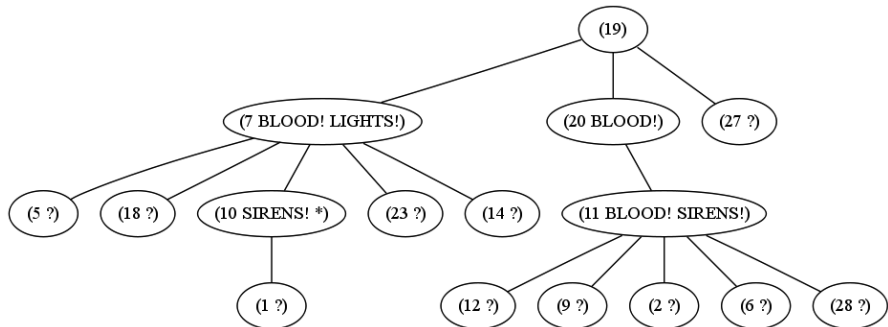 (19)
(7 BLOOD! LIGHTS!) (20 BLOOD!) (27 ?)
(5 ?) (18 ?) (10 SIRENS! *) (23 ?) (14 ?) (11 BLOOD! SIRENS!)
(1 ?) (12 ?) (9 ?) (2 ?) (6 ?) (28 ?)